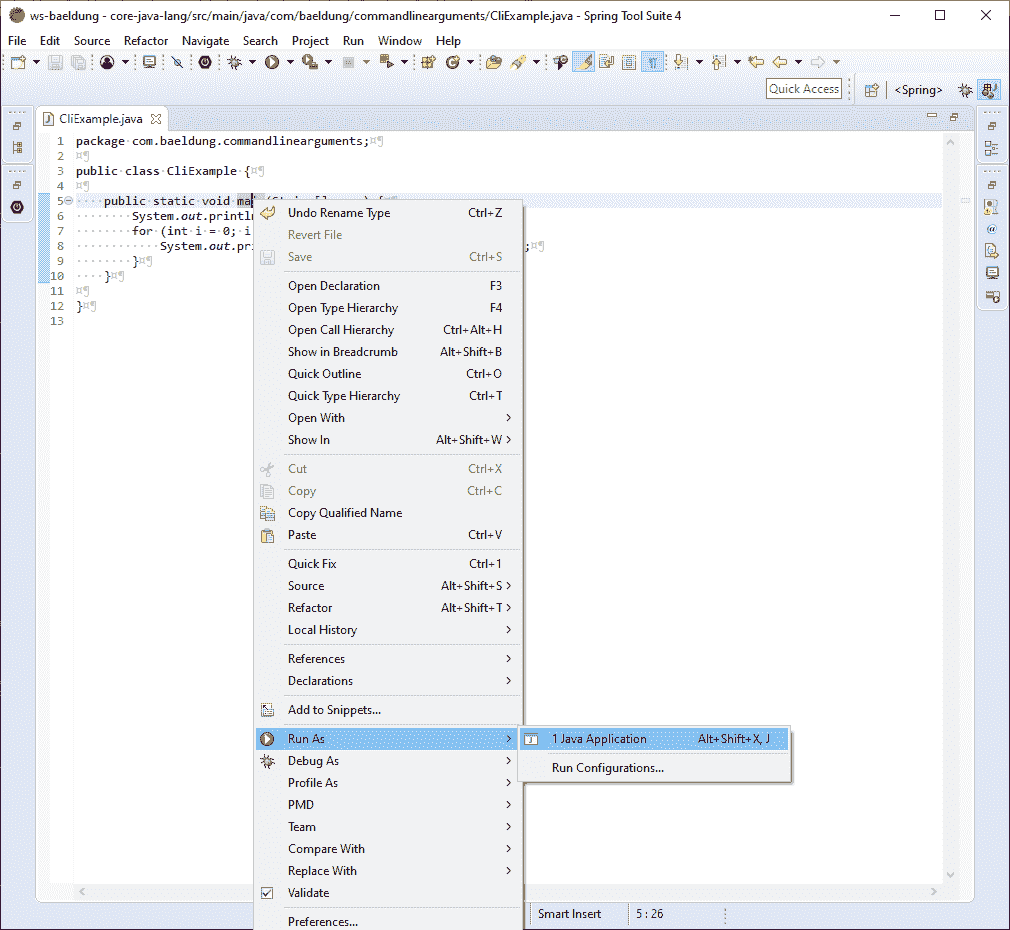 ws-baeldung - core-java-lang/src/main/java/com/baeldung/commandlinearguments/CliExample.java - Spring Tool Suite 4
File Edit Source Refactor Navigate Search Project Run Window Help
Quick Access <Spring>
CliExample.java
1 package·com.baeldung.commandlinearguments;¤¶
2 ¤¶
3 public·class·CliExample·{¤¶
4 ¤¶
5 ····public·static·void·mai
6 ········System.out.println
7 ········for·(int·i·=·0;·i
8 ············System.out.pri ;¤¶
9 ········}¤¶
10 ····}¤¶
11 ¤¶
12 }¤¶
13
Undo Rename Type Ctrl+Z
Revert File
Save Ctrl+S
Open Declaration F3
Open Type Hierarchy F4
Open Call Hierarchy Ctrl+Alt+H
Show in Breadcrumb Alt+Shift+B
Quick Outline Ctrl+O
Quick Type Hierarchy Ctrl+T
Open With
Show In Alt+Shift+W
Cut Ctrl+X
Copy Ctrl+C
Copy Qualified Name
Paste Ctrl+V
Quick Fix Ctrl+1
Source Alt+Shift+S
Refactor Alt+Shift+T
Local History
References
Declarations
Add to Snippets...
Run As
1 Java Application Alt+Shift+X, J
Debug As
Run Configurations...
Profile As
PMD
Team
Compare With
Replace With
Validate
Preferences...
Smart Insert 5 : 26